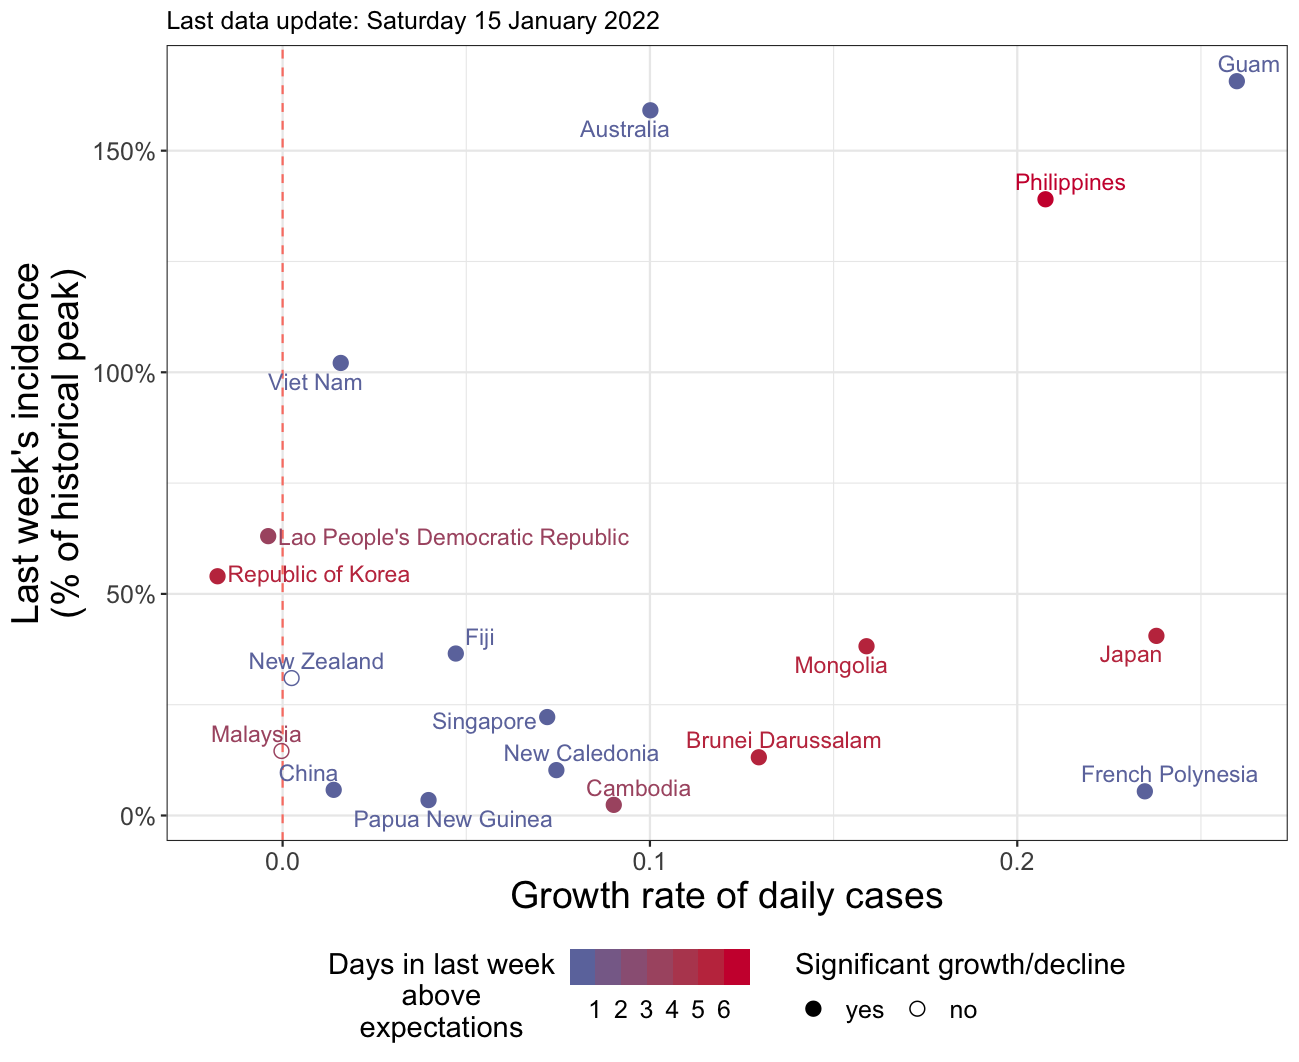 Last data update: Saturday 15 January 2022
Guam
Australia
150%
Philippines
100%
Viet Nam
Last week's incidence
(% of historical peak)
Lao People's Democratic Republic
Republic of Korea
50%
Fiji
New Zealand
Mongolia
Japan
Singapore
Malaysia
Brunei Darussalam
New Caledonia
China
Cambodia
French Polynesia
Papua New Guinea
0%
0.0
0.1
0.2
Growth rate of daily cases
Days in last week
above
expectations
1 2 3 4 5 6
Significant growth/decline
yes no